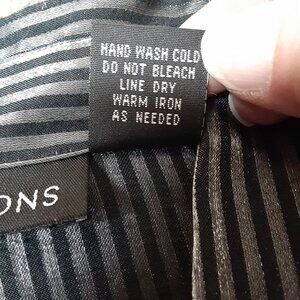 HAND WASH COLD
DO NOT BLEACH
LINE DRY
WARM IRON
AS NEEDED
ONS